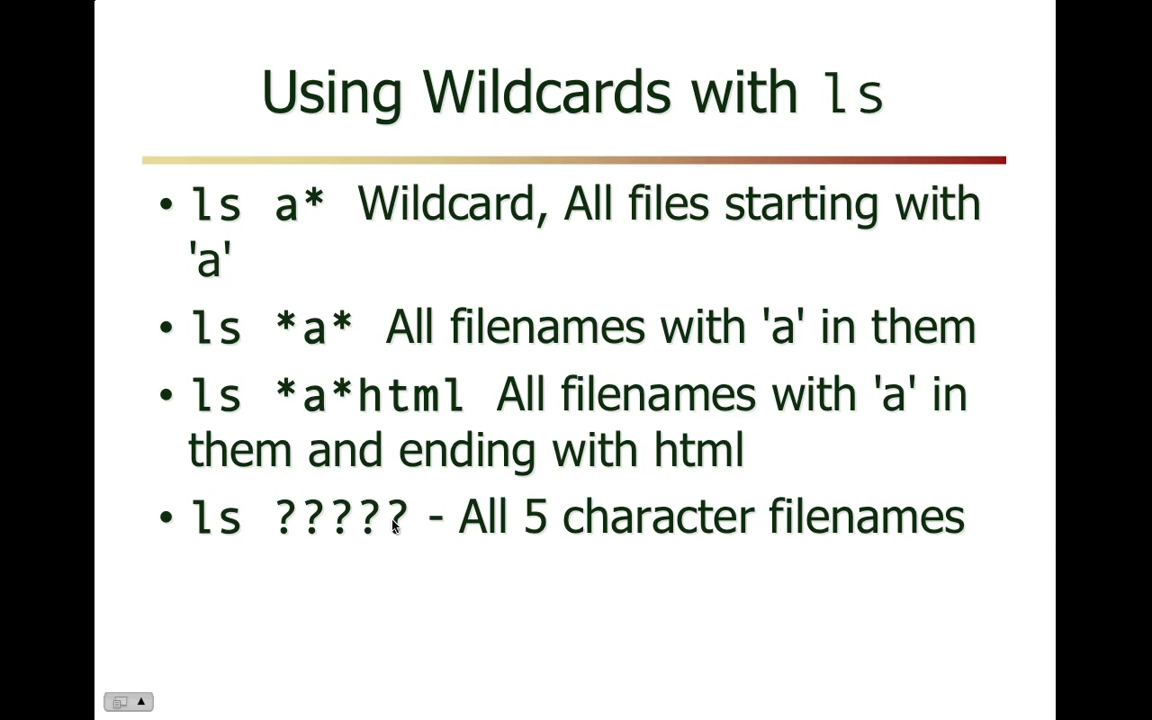 Using Wildcards with ls
• ls a* Wildcard, All files starting with
'a'
• ls *a* All filenames with 'a' in them
• ls *a*html All filenames with 'a' in
them and ending with html
• ls ????? - All 5 character filenames